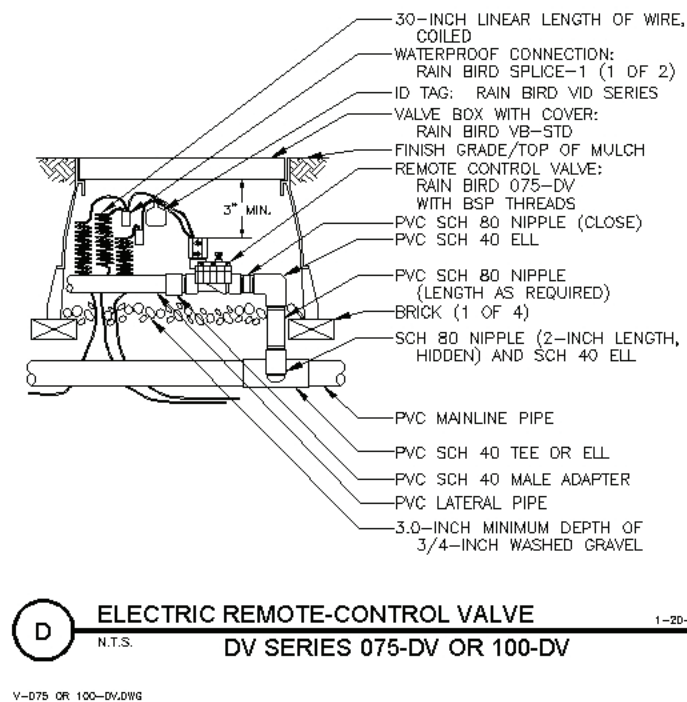 30-INCH LINEAR LENGTH OF WIRE,
COILED
WATERPROOF CONNECTION:
RAIN BIRD SPLICE-1 (1 OF 2)
ID TAG: RAIN BIRD VID SERIES
VALVE BOX WITH COVER:
RAIN BIRD VB-STD
FINISH GRADE/TOP OF MULCH
REMOTE CONTROL VALVE:
RAIN BIRD 075-DV
WITH BSP THREADS
3" MIN.
PVC SCH 80 NIPPLE (CLOSE)
PVC SCH 40 ELL
PVC SCH 80 NIPPLE
(LENGTH AS REQUIRED)
BRICK (1 OF 4)
SCH 80 NIPPLE (2-INCH LENGTH,
HIDDEN) AND SCH 40 ELL
PVC MAINLINE PIPE
PVC SCH 40 TEE OR ELL
PVC SCH 40 MALE ADAPTER
PVC LATERAL PIPE
3.0-INCH MINIMUM DEPTH OF
3/4-INCH WASHED GRAVEL
D
ELECTRIC REMOTE-CONTROL VALVE
1-20-
N.T.S.
DV SERIES 075-DV OR 100-DV
V-075 OR 100-DV.DWG